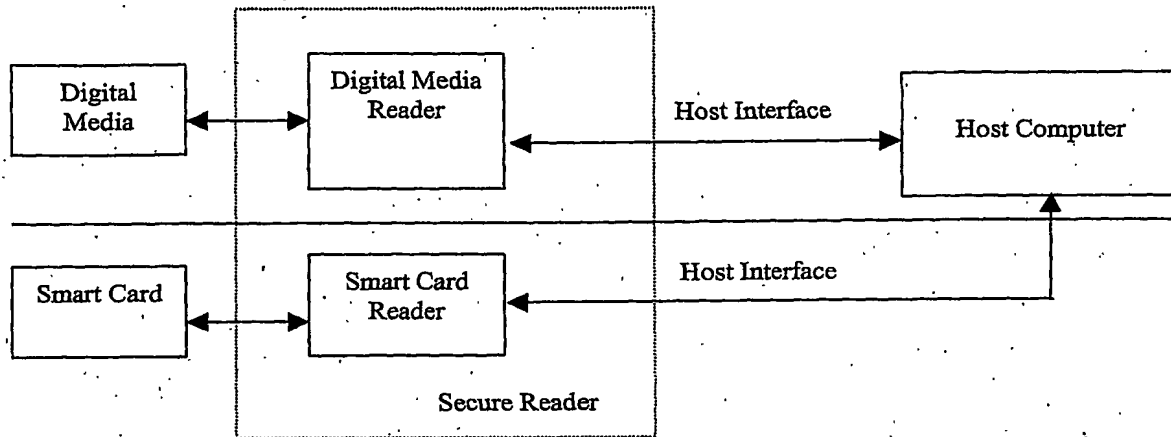 Digital
Media
Digital Media
Reader
Host Interface
Host Computer
Smart Card
Smart Card
Reader
Host Interface
Secure Reader